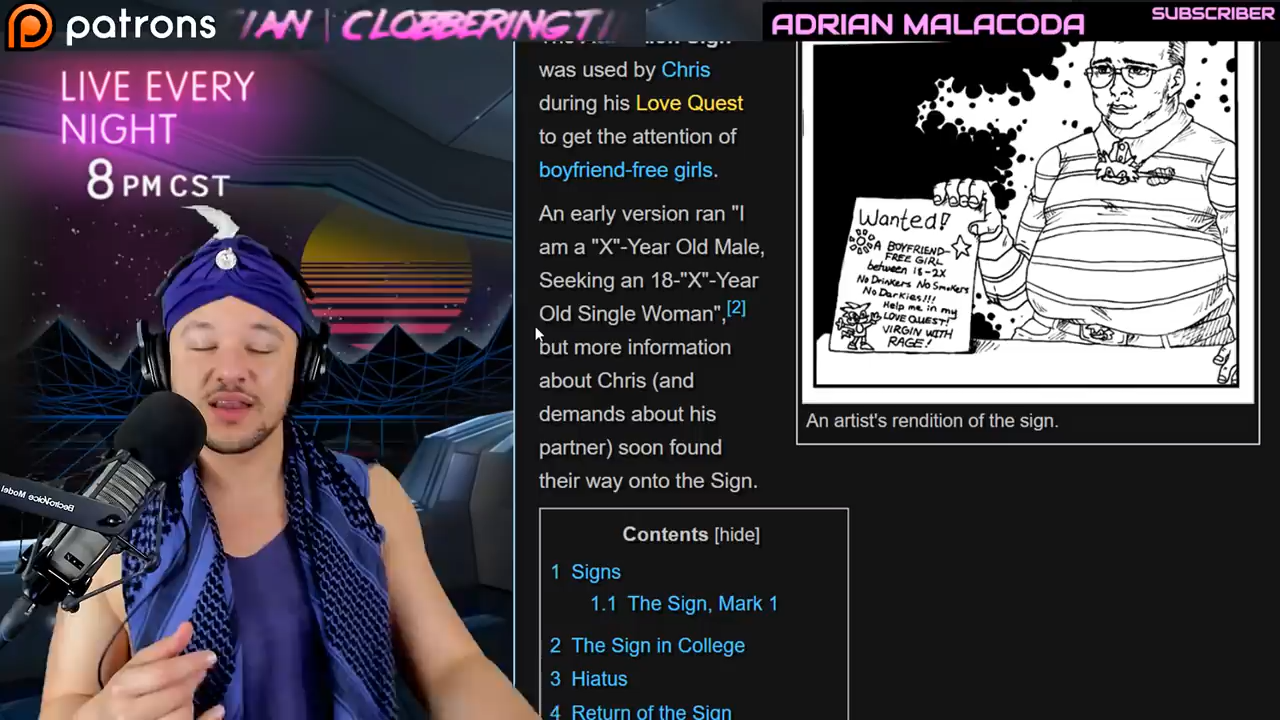 patrons
IAN | CLOBBERINGTI
ADRIAN MALACODA
SUBSCRIBER
LIVE EVERY
NIGHT
8 PM CST
was used by Chris
during his Love Quest
to get the attention of
boyfriend-free girls.
An early version ran "I
am a "X"-Year Old Male,
Seeking an 18-"X"-Year
Old Single Woman",[2]
but more information
about Chris (and
demands about his
partner) soon found
their way onto the Sign.
Wanted!
A BOYFRIEND-
FREE GIRL
between 18-2X
No Drinkers No Smokers
No Darkies!!!
Help me in my
LOVE QUEST!
VIRGIN WITH
RAGE!
An artist's rendition of the sign.
Contents [hide]
1 Signs
1.1 The Sign, Mark 1
2 The Sign in College
3 Hiatus
4 Return of the Sign